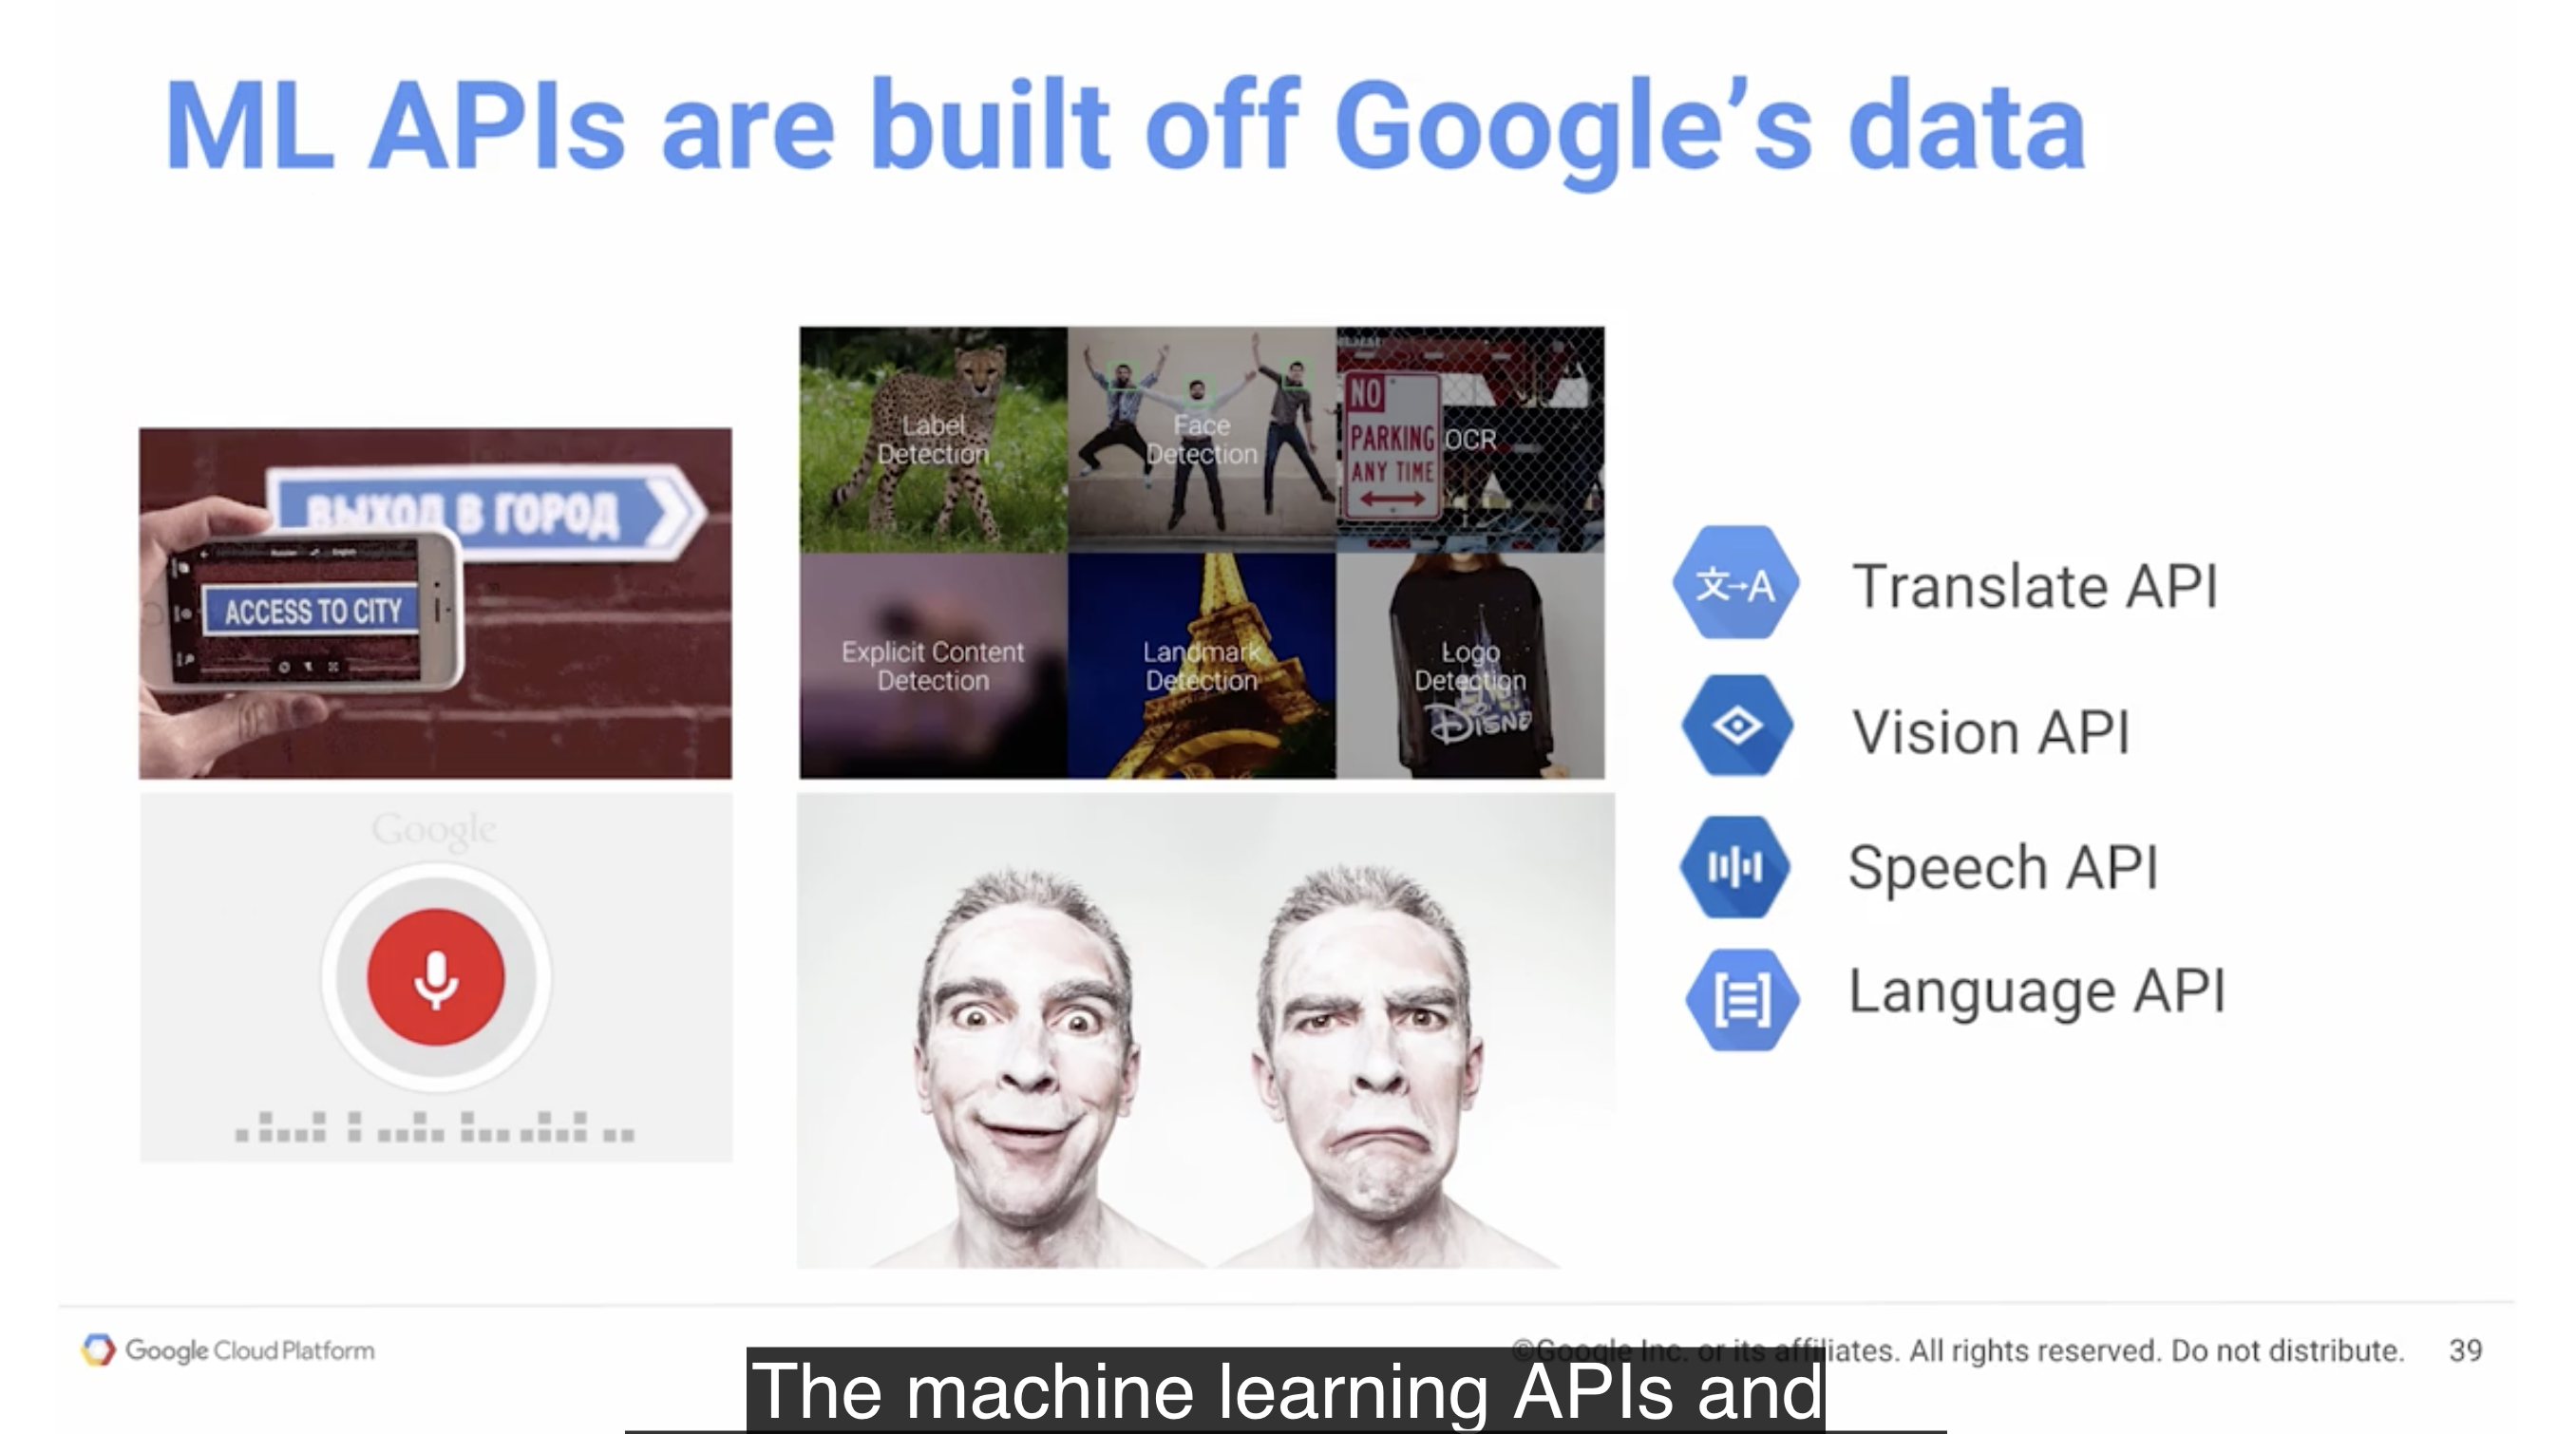 ML APIs are built off Google's data
ВЫХОД В ГОРОД
Russian
English
ACCESS TO CITY
Label
Detection
Face
Detection
NO
PARKING
ANY TIME
OCR
Explicit Content
Detection
Landmark
Detection
Logo
Detection
DISNE
Google
Translate API
Vision API
Speech API
Language API
Google Cloud Platform
©Google Inc. or its affiliates. All rights reserved. Do not distribute.
39
The machine learning APIs and